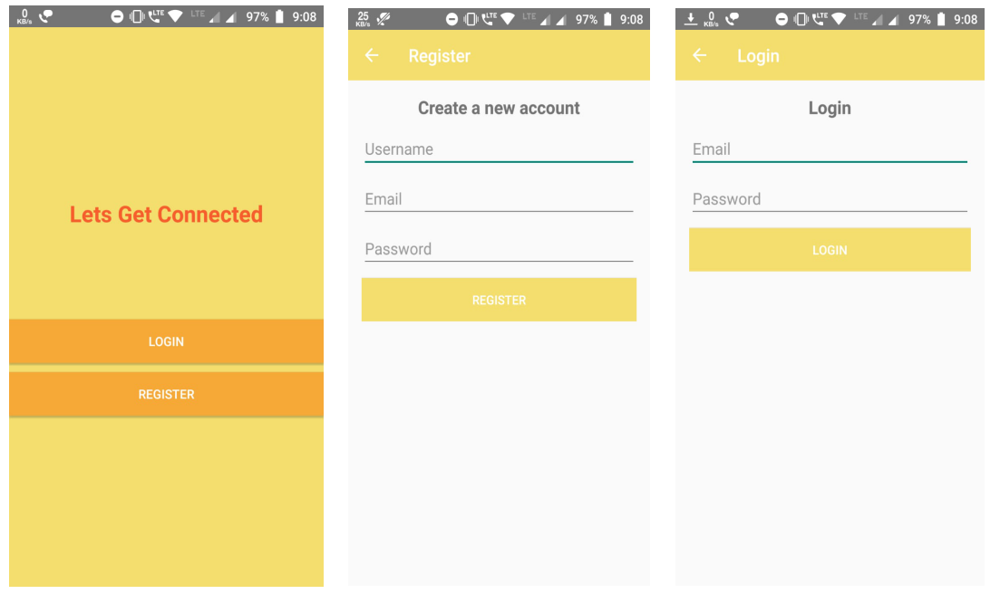 0
KB/s
LTE
LTE
97%
9:08
Lets Get Connected
LOGIN
REGISTER
25
KB/s
LTE
LTE
97%
9:08
Register
Create a new account
Username
Email
Password
REGISTER
0
KB/s
LTE
LTE
97%
9:08
Login
Login
Email
Password
LOGIN